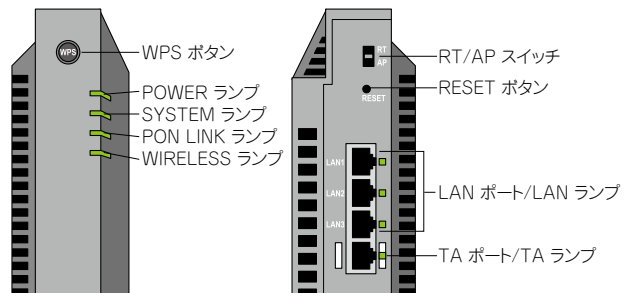 WPS
WPS ボタン
POWER ランプ
SYSTEM ランプ
PON LINK ランプ
WIRELESS ランプ
RT
AP
RT/AP スイッチ
RESET
RESET ボタン
LAN1
LAN2
LAN3
LAN ポート/LAN ランプ
TA ポート/TA ランプ